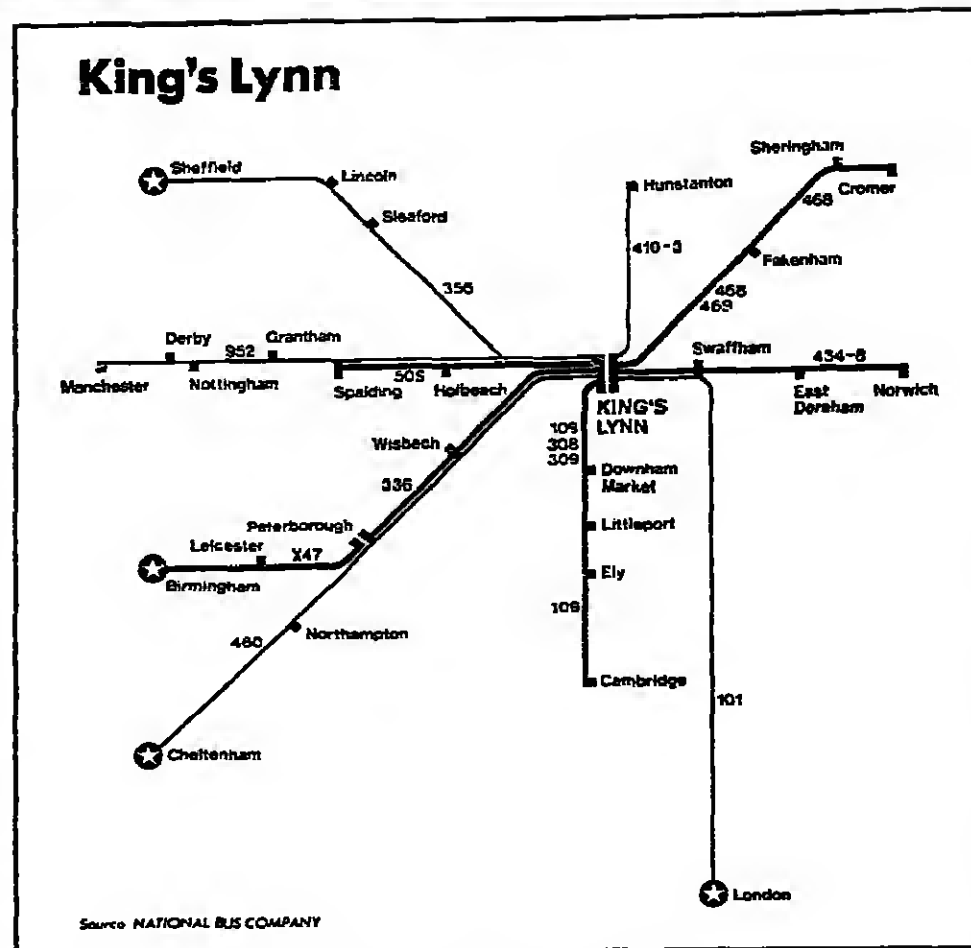 King's Lynn
Sheffield
Lincoln
Sleaford
Hunstanton
Sheringham
Cromer
468
Fakenham
410-3
468
469
356
Derby
952
Grantham
Manchester
Nottingham
Spalding
505
Holbeach
Swaffham
434-8
East
Dereham
Norwich
KING'S
LYNN
109
308
309
Downham
Market
Wisbech
336
Littleport
Peterborough
Leicester
X47
Birmingham
Ely
109
Northampton
460
Cambridge
101
Cheltenham
London
Source NATIONAL BUS COMPANY